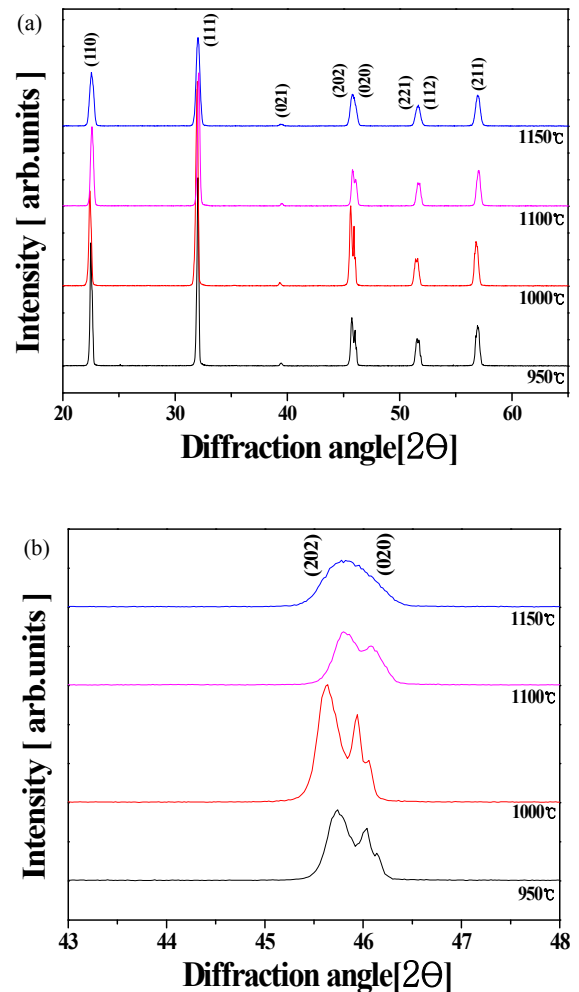 (a)
(110)
(111)
(021)
(202)
(020)
(221)
(112)
(211)
1150℃
1100℃
1000℃
950℃
Intensity [ arb.units ]
20 30 40 50 60
Diffraction angle[2Θ]
(b)
(202)
(020)
1150℃
1100℃
1000℃
950℃
Intensity [ arb.units ]
43 44 45 46 47 48
Diffraction angle[2Θ]